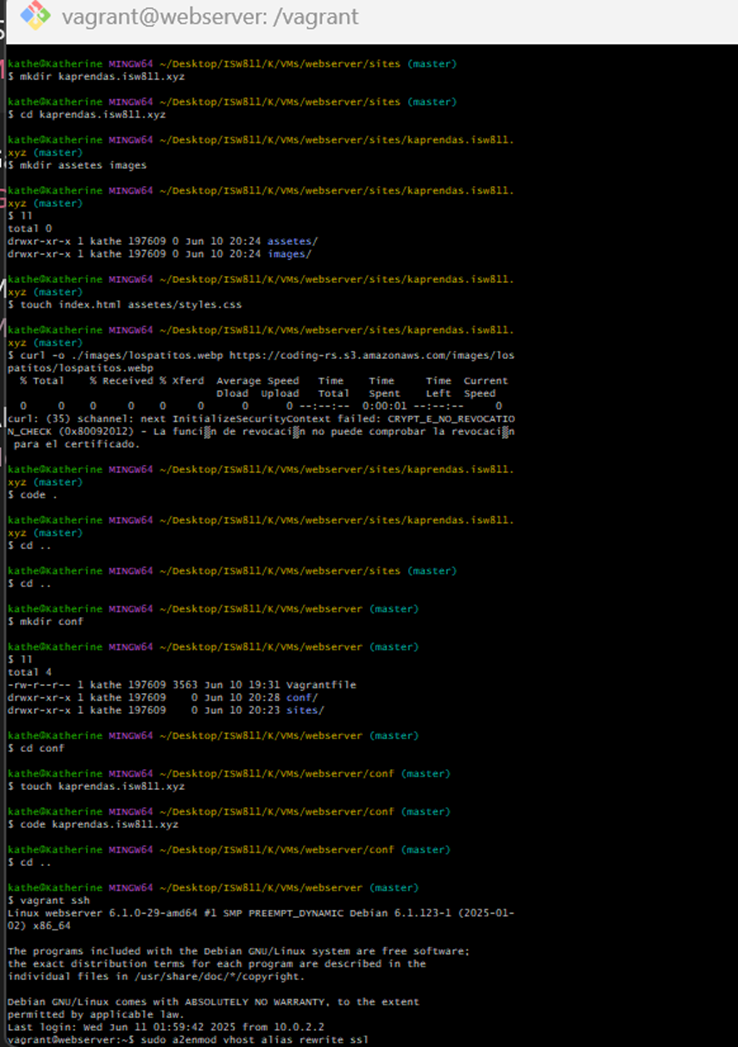 vagrant@webserver: /vagrant
kathe@Katherine MINGW64 ~/Desktop/ISW811/K/VMs/webserver/sites (master)
$ mkdir kaprendas.isw811.xyz
kathe@Katherine MINGW64 ~/Desktop/ISW811/K/VMs/webserver/sites (master)
$ cd kaprendas.isw811.xyz
kathe@Katherine MINGW64 ~/Desktop/ISW811/K/VMs/webserver/sites/kaprendas.isw811.
xyz (master)
$ mkdir assetes images
kathe@Katherine MINGW64 ~/Desktop/ISW811/K/VMs/webserver/sites/kaprendas.isw811.
xyz (master)
$ ll
total 0
drwxr-xr-x 1 kathe 197609 0 Jun 10 20:24 assetes/
drwxr-xr-x 1 kathe 197609 0 Jun 10 20:24 images/
kathe@Katherine MINGW64 ~/Desktop/ISW811/K/VMs/webserver/sites/kaprendas.isw811.
xyz (master)
$ touch index.html assetes/styles.css
kathe@Katherine MINGW64 ~/Desktop/ISW811/K/VMs/webserver/sites/kaprendas.isw811.
xyz (master)
$ curl -o ./images/lospatitos.webp https://coding-rs.s3.amazonaws.com/images/los
patitos/lospatitos.webp
% Total % Received % Xferd Average Speed Time Time Time Current
Dload Upload Total Spent Left Speed
0 0 0 0 0 0 0 0 --:--:-- 0:00:01 --:--:-- 0
curl: (35) schannel: next InitializeSecurityContext failed: CRYPT_E_NO_REVOCATIO
N_CHECK (0x80092012) - La funci▒n de revocaci▒n no puede comprobar la revocaci▒n
para el certificado.
kathe@Katherine MINGW64 ~/Desktop/ISW811/K/VMs/webserver/sites/kaprendas.isw811.
xyz (master)
$ code .
kathe@Katherine MINGW64 ~/Desktop/ISW811/K/VMs/webserver/sites/kaprendas.isw811.
xyz (master)
$ cd ..
kathe@Katherine MINGW64 ~/Desktop/ISW811/K/VMs/webserver/sites (master)
$ cd ..
kathe@Katherine MINGW64 ~/Desktop/ISW811/K/VMs/webserver (master)
$ mkdir conf
kathe@Katherine MINGW64 ~/Desktop/ISW811/K/VMs/webserver (master)
$ ll
total 4
-rw-r--r-- 1 kathe 197609 3563 Jun 10 19:31 Vagrantfile
drwxr-xr-x 1 kathe 197609 0 Jun 10 20:28 conf/
drwxr-xr-x 1 kathe 197609 0 Jun 10 20:23 sites/
kathe@Katherine MINGW64 ~/Desktop/ISW811/K/VMs/webserver (master)
$ cd conf
kathe@Katherine MINGW64 ~/Desktop/ISW811/K/VMs/webserver/conf (master)
$ touch kaprendas.isw811.xyz
kathe@Katherine MINGW64 ~/Desktop/ISW811/K/VMs/webserver/conf (master)
$ code kaprendas.isw811.xyz
kathe@Katherine MINGW64 ~/Desktop/ISW811/K/VMs/webserver/conf (master)
$ cd ..
kathe@Katherine MINGW64 ~/Desktop/ISW811/K/VMs/webserver (master)
$ vagrant ssh
Linux webserver 6.1.0-29-amd64 #1 SMP PREEMPT_DYNAMIC Debian 6.1.123-1 (2025-01-
02) x86_64
The programs included with the Debian GNU/Linux system are free software;
the exact distribution terms for each program are described in the
individual files in /usr/share/doc/*/copyright.
Debian GNU/Linux comes with ABSOLUTELY NO WARRANTY, to the extent
permitted by applicable law.
Last login: Wed Jun 11 01:59:42 2025 from 10.0.2.2
vagrant@webserver:~$ sudo a2enmod vhost_alias rewrite ssl